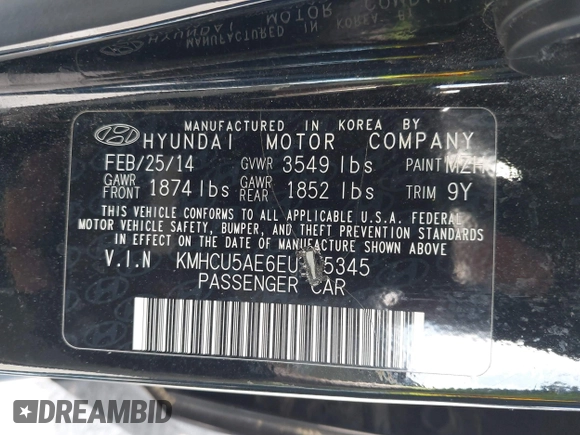 MANUFACTURED IN KOREA BY
HYUNDAI MOTOR COMPANY
FEB/25/14 GVWR 3549 lbs PAINT MZH
GAWR FRONT 1874 lbs GAWR REAR 1852 lbs TRIM 9Y
THIS VEHICLE CONFORMS TO ALL APPLICABLE U.S.A. FEDERAL
MOTOR VEHICLE SAFETY, BUMPER, AND THEFT PREVENTION STANDARDS
IN EFFECT ON THE DATE OF MANUFACTURE SHOWN ABOVE.
V.I.N
PASSENGER CAR
DREAMBID